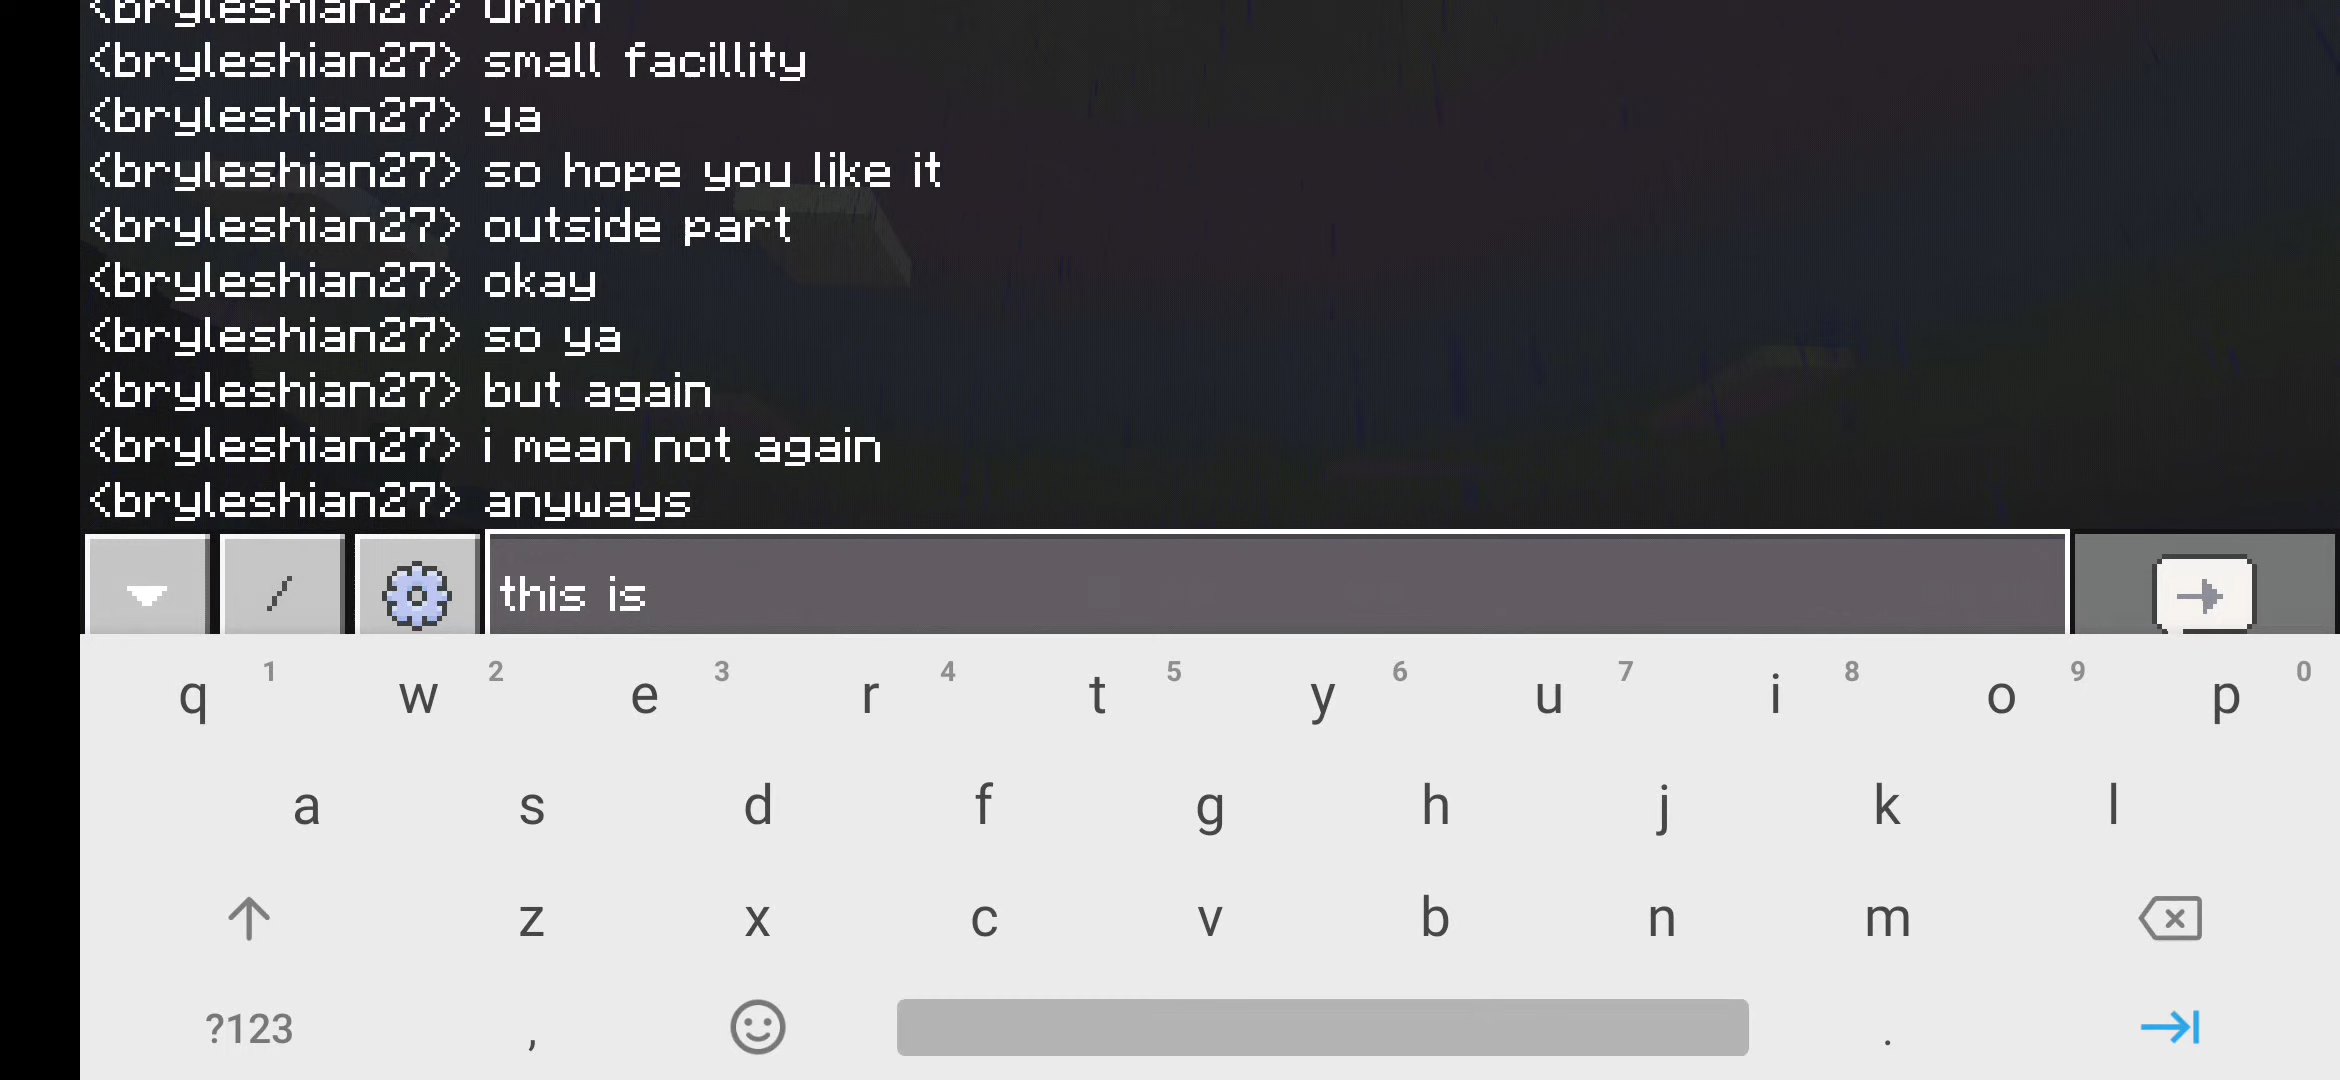 <bryleshian27> uhhh
<bryleshian27> small facillity
<bryleshian27> ya
<bryleshian27> so hope you like it
<bryleshian27> outside part
<bryleshian27> okay
<bryleshian27> so ya
<bryleshian27> but again
<bryleshian27> i mean not again
<bryleshian27> anyways
/ this is
1 2 3 4 5 6 7 8 9 0
q w e r t y u i o p
a s d f g h j k l
z x c v b n m
?123 , .